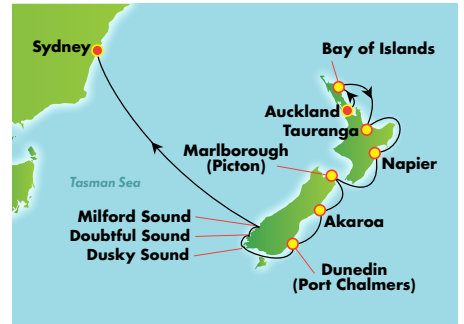 Sydney
Bay of Islands
Auckland
Tauranga
Marlborough
(Picton)
Napier
Tasman Sea
Milford Sound
Akaroa
Doubtful Sound
Dusky Sound
Dunedin
(Port Chalmers)